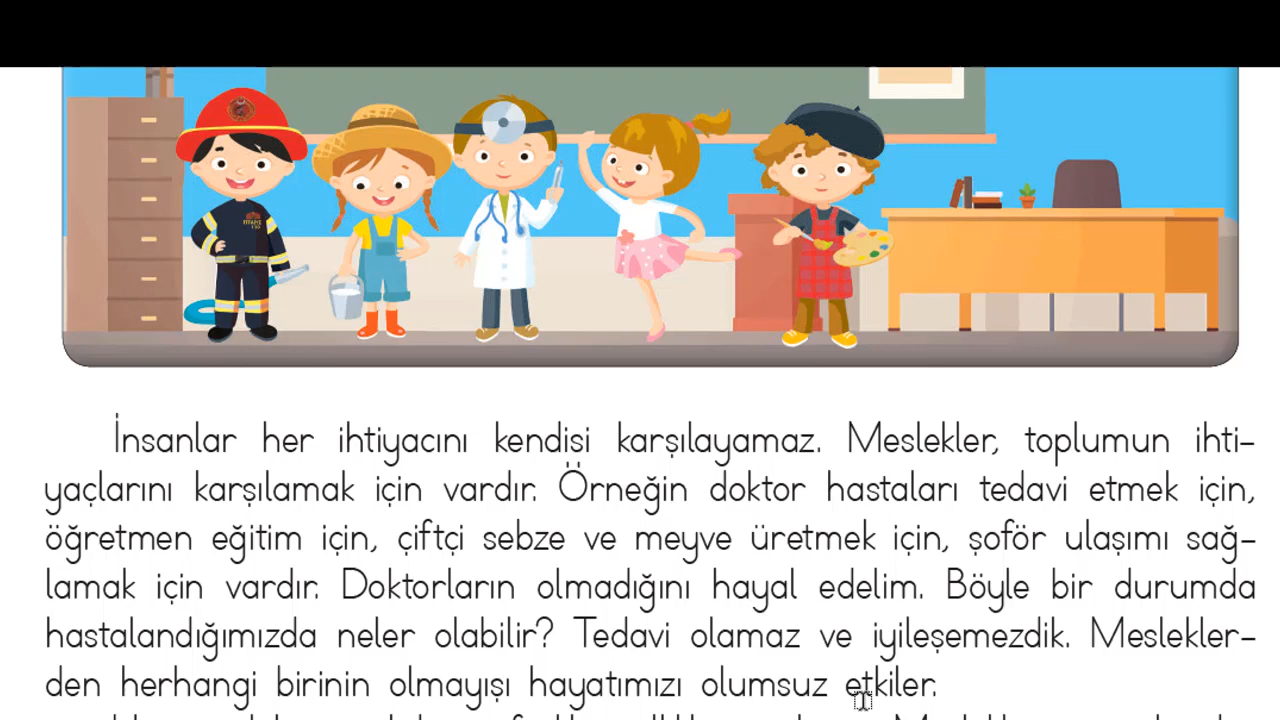 İnsanlar her ihtiyacını kendisi karşılayamaz. Meslekler, toplumun ihti-
yaçlarını karşılamak için vardır. Örneğin doktor hastaları tedavi etmek için,
öğretmen eğitim için, çiftçi sebze ve meyve üretmek için, şoför ulaşımı sağ-
lamak için vardır. Doktorların olmadığını hayal edelim. Böyle bir durumda
hastalandığımızda neler olabilir? Tedavi olamaz ve iyileşemezdik. Meslekler-
den herhangi birinin olmayışı hayatımızı olumsuz etkiler.